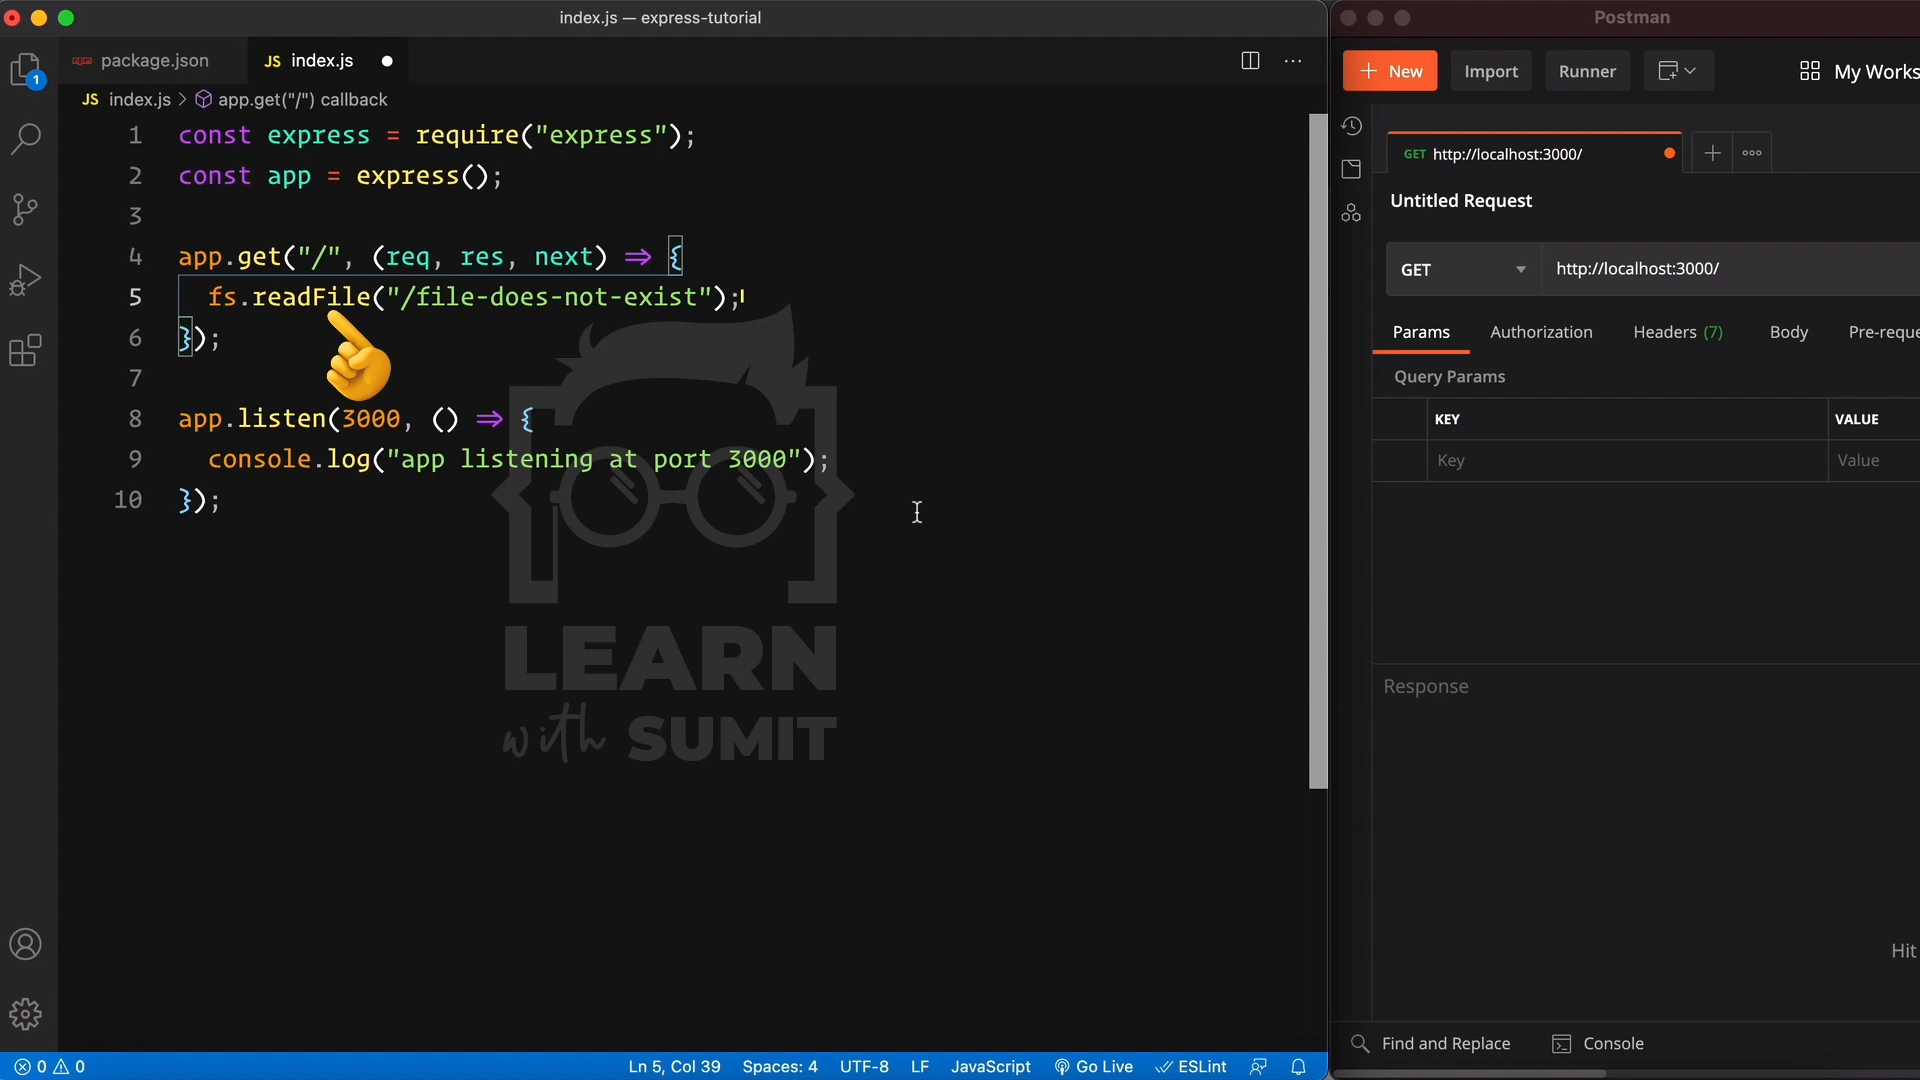 index.js — express-tutorial
package.json
JS index.js
JS index.js > app.get("/") callback
1
1 const express = require("express");
2 const app = express();
3
4 app.get("/", (req, res, next) => {
5 fs.readFile("/file-does-not-exist");
6 });
7
8 app.listen(3000, () => {
9 console.log("app listening at port 3000");
10 });
LEARN
with SUMIT
0 0 Ln 5, Col 39 Spaces: 4 UTF-8 LF JavaScript Go Live ESLint
Postman
+ New Import Runner My Works
GET http://localhost:3000/
Untitled Request
GET http://localhost:3000/
Params Authorization Headers (7) Body Pre-reque
Query Params
KEY VALUE
Key Value
Response
Hit
Find and Replace Console